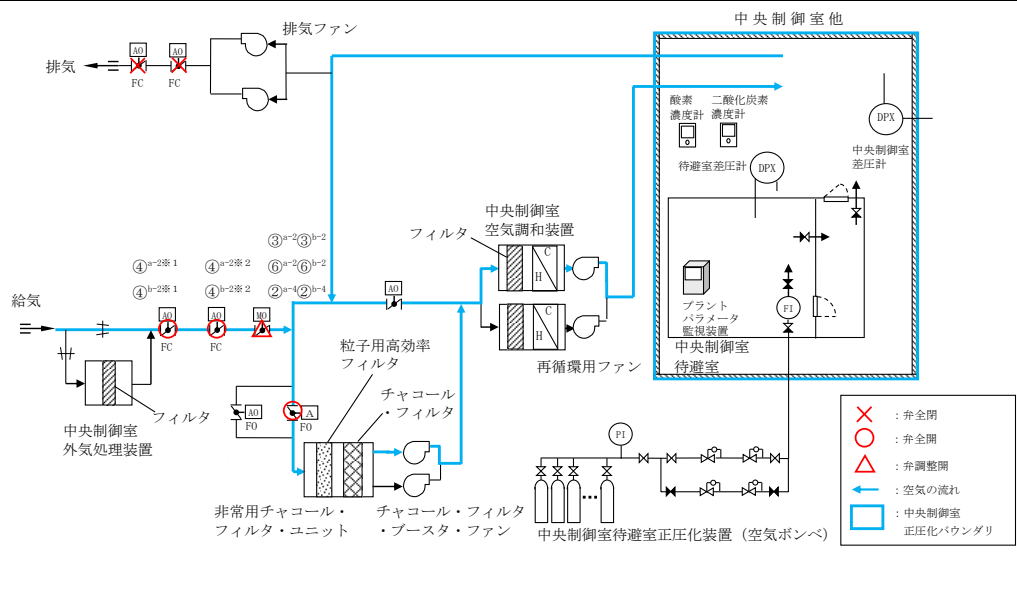 中央制御室他
排気ファン
排気
AO
AO
FC
FC
酸素
濃度計
二酸化炭素
濃度計
DPX
中央制御室
差圧計
待避室差圧計
DPX
プラント
パラメータ
監視装置
FI
中央制御室
待避室
中央制御室
空気調和装置
フィルタ
C
H
C
H
再循環用ファン
③a-2③b-2
⑥a-2⑥b-2
②a-4②b-4
④a-2※1
④a-2※2
④b-2※1
④b-2※2
給気
AO
AO
MO
AO
FC
FC
フィルタ
中央制御室
外気処理装置
粒子用高効率
フィルタ
チャコール
・フィルタ
AO
FO
A
FO
非常用チャコール・
フィルタ・ユニット
チャコール・フィルタ
・ブースタ・ファン
PI
中央制御室待避室正圧化装置（空気ボンベ）
：弁全閉
：弁全開
：弁調整開
：空気の流れ
：中央制御室
正圧化バウンダリ